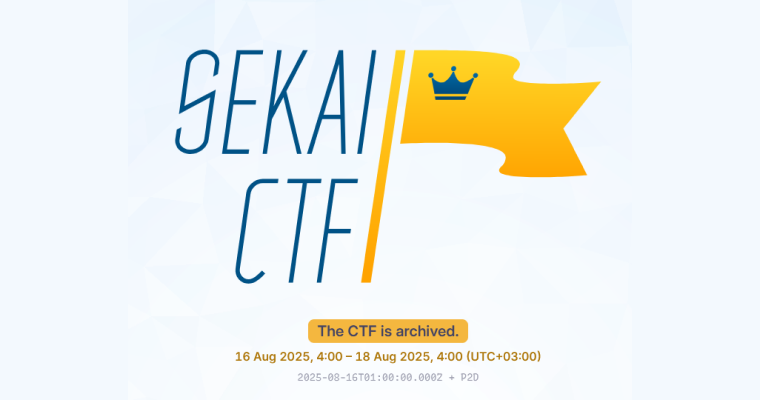 SEKAI
CTF
The CTF is archived.
16 Aug 2025, 4:00 – 18 Aug 2025, 4:00 (UTC+03:00)
2025-08-16T01:00:00.000Z + P2D